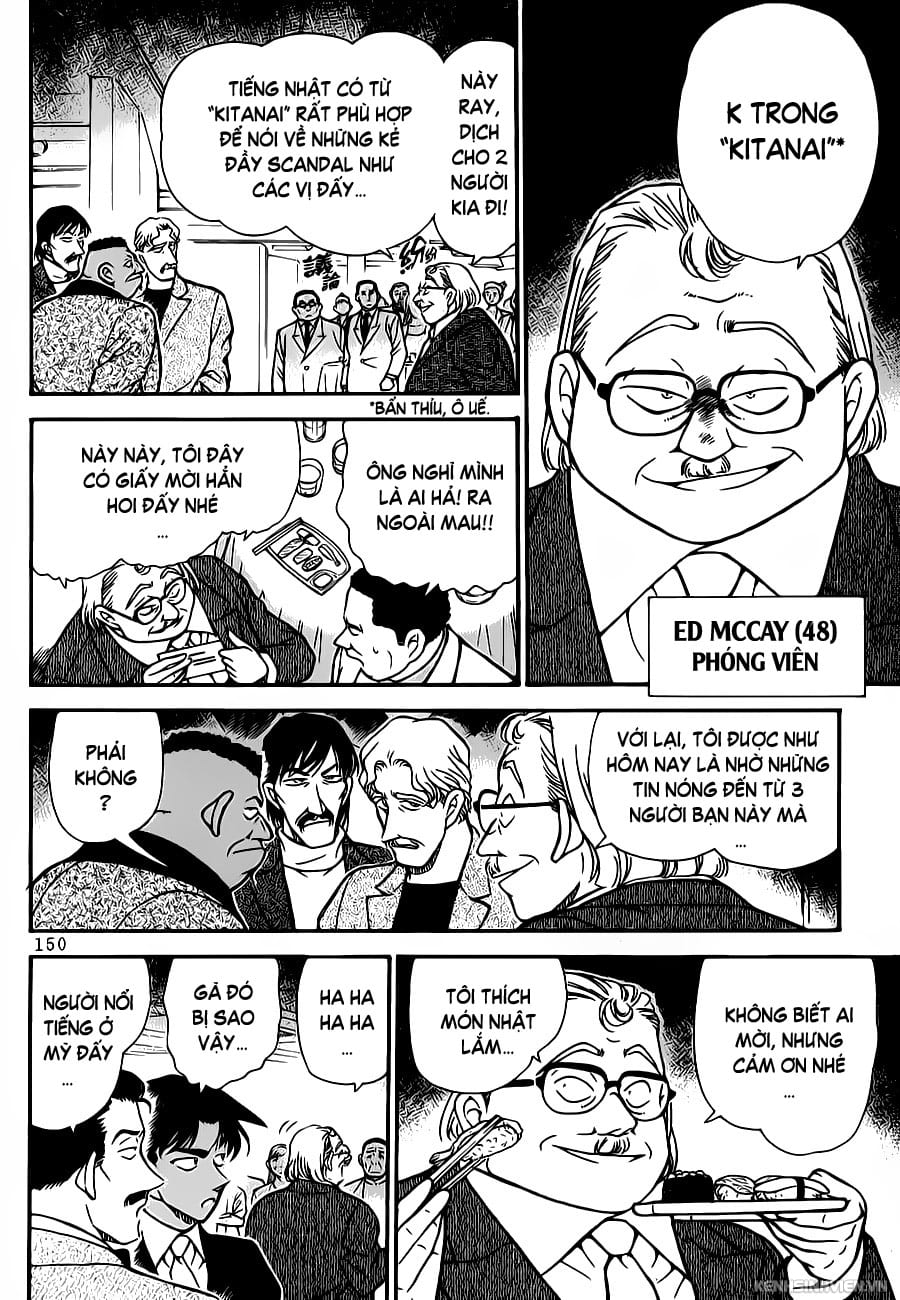 K TRONG
“KITANAI”*
NÀY
RAY,
DỊCH
CHO 2
NGƯỜI
KIA ĐI!
TIẾNG NHẬT CÓ TỪ
“KITANAI” RẤT PHÙ HỢP
ĐỂ NÓI VỀ NHỮNG KẺ
ĐẦY SCANDAL NHƯ
CÁC VỊ ĐẤY...
議論
紛紛
*BẨN THỈU, Ô UẾ.
ED MCCAY (48)
PHÓNG VIÊN
ÔNG NGHĨ MÌNH
LÀ AI HẢ! RA
NGOÀI MAU!!
NÀY NÀY, TÔI ĐÂY
CÓ GIẤY MỜI HẲN
HOI ĐẤY NHÉ
...
VỚI LẠI, TÔI ĐƯỢC NHƯ
HÔM NAY LÀ NHỜ NHỮNG
TIN NÓNG ĐẾN TỪ 3
NGƯỜI BẠN NÀY MÀ
...
PHẢI
KHÔNG
?
150
KHÔNG BIẾT AI
MỜI, NHƯNG
CẢM ƠN NHÉ
...
TÔI THÍCH
MÓN NHẬT
LẮM...
HA HA
HA HA
...
GẢ ĐÓ
BỊ SAO
VẬY...
NGƯỜI NỔI
TIẾNG Ở
MỸ ĐẤY
...